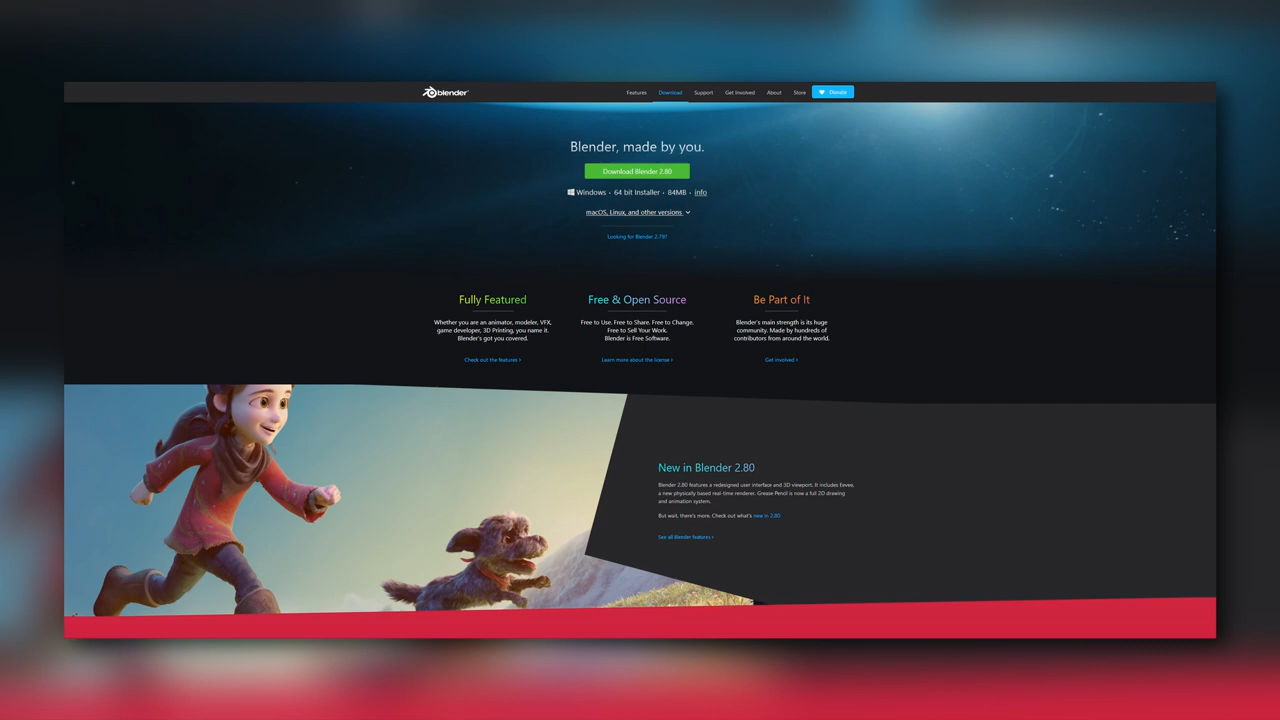 blender
Features Download Support Get Involved About Store Donate
Blender, made by you.
Download Blender 2.80
Windows · 64 bit Installer · 84MB · info
macOS, Linux, and other versions
Looking for Blender 2.79?
Fully Featured
Whether you are an animator, modeler, VFX,
game developer, 3D Printing, you name it.
Blender's got you covered.
Check out the features ›
Free & Open Source
Free to Use. Free to Share. Free to Change.
Free to Sell Your Work.
Blender is Free Software.
Learn more about the license ›
Be Part of It
Blender's main strength is its huge
community. Made by hundreds of
contributors from around the world.
Get involved ›
New in Blender 2.80
Blender 2.80 features a redesigned user interface and 3D viewport. It includes Eevee,
a new physically based real-time renderer. Grease Pencil is now a full 2D drawing
and animation system.
But wait, there's more. Check out what's new in 2.80
See all Blender features ›